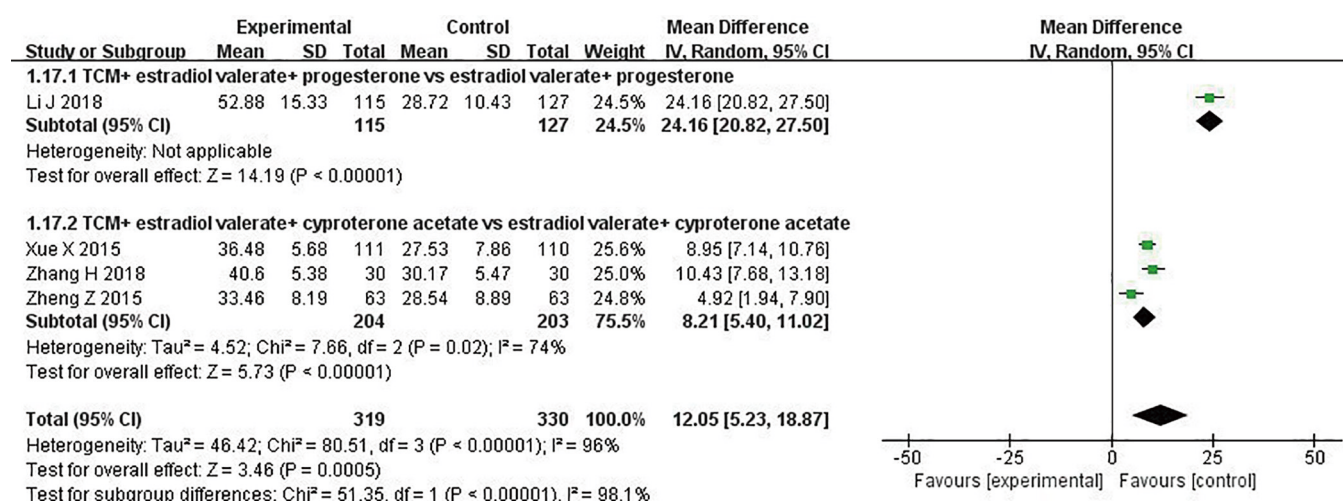 Experimental Control Mean Difference Mean Difference
Study or Subgroup Mean SD Total Mean SD Total Weight IV, Random, 95% CI IV, Random, 95% CI
1.17.1 TCM+ estradiol valerate+ progesterone vs estradiol valerate+ progesterone
Li J 2018 52.88 15.33 115 28.72 10.43 127 24.5% 24.16 [20.82, 27.50]
Subtotal (95% CI) 115 127 24.5% 24.16 [20.82, 27.50]
Heterogeneity: Not applicable
Test for overall effect: Z = 14.19 (P < 0.00001)
1.17.2 TCM+ estradiol valerate+ cyproterone acetate vs estradiol valerate+ cyproterone acetate
Xue X 2015 36.48 5.68 111 27.53 7.86 110 25.6% 8.95 [7.14, 10.76]
Zhang H 2018 40.6 5.38 30 30.17 5.47 30 25.0% 10.43 [7.68, 13.18]
Zheng Z 2015 33.46 8.19 63 28.54 8.89 63 24.8% 4.92 [1.94, 7.90]
Subtotal (95% CI) 204 203 75.5% 8.21 [5.40, 11.02]
Heterogeneity: Tau² = 4.52; Chi² = 7.66, df = 2 (P = 0.02); I² = 74%
Test for overall effect: Z = 5.73 (P < 0.00001)
Total (95% CI) 319 330 100.0% 12.05 [5.23, 18.87]
Heterogeneity: Tau² = 46.42; Chi² = 80.51, df = 3 (P < 0.00001); I² = 96%
Test for overall effect: Z = 3.46 (P = 0.0005)
Test for subgroup differences: Chi² = 51.35, df = 1 (P < 0.00001), I² = 98.1%
-50 -25 0 25 50
Favours [experimental] Favours [control]